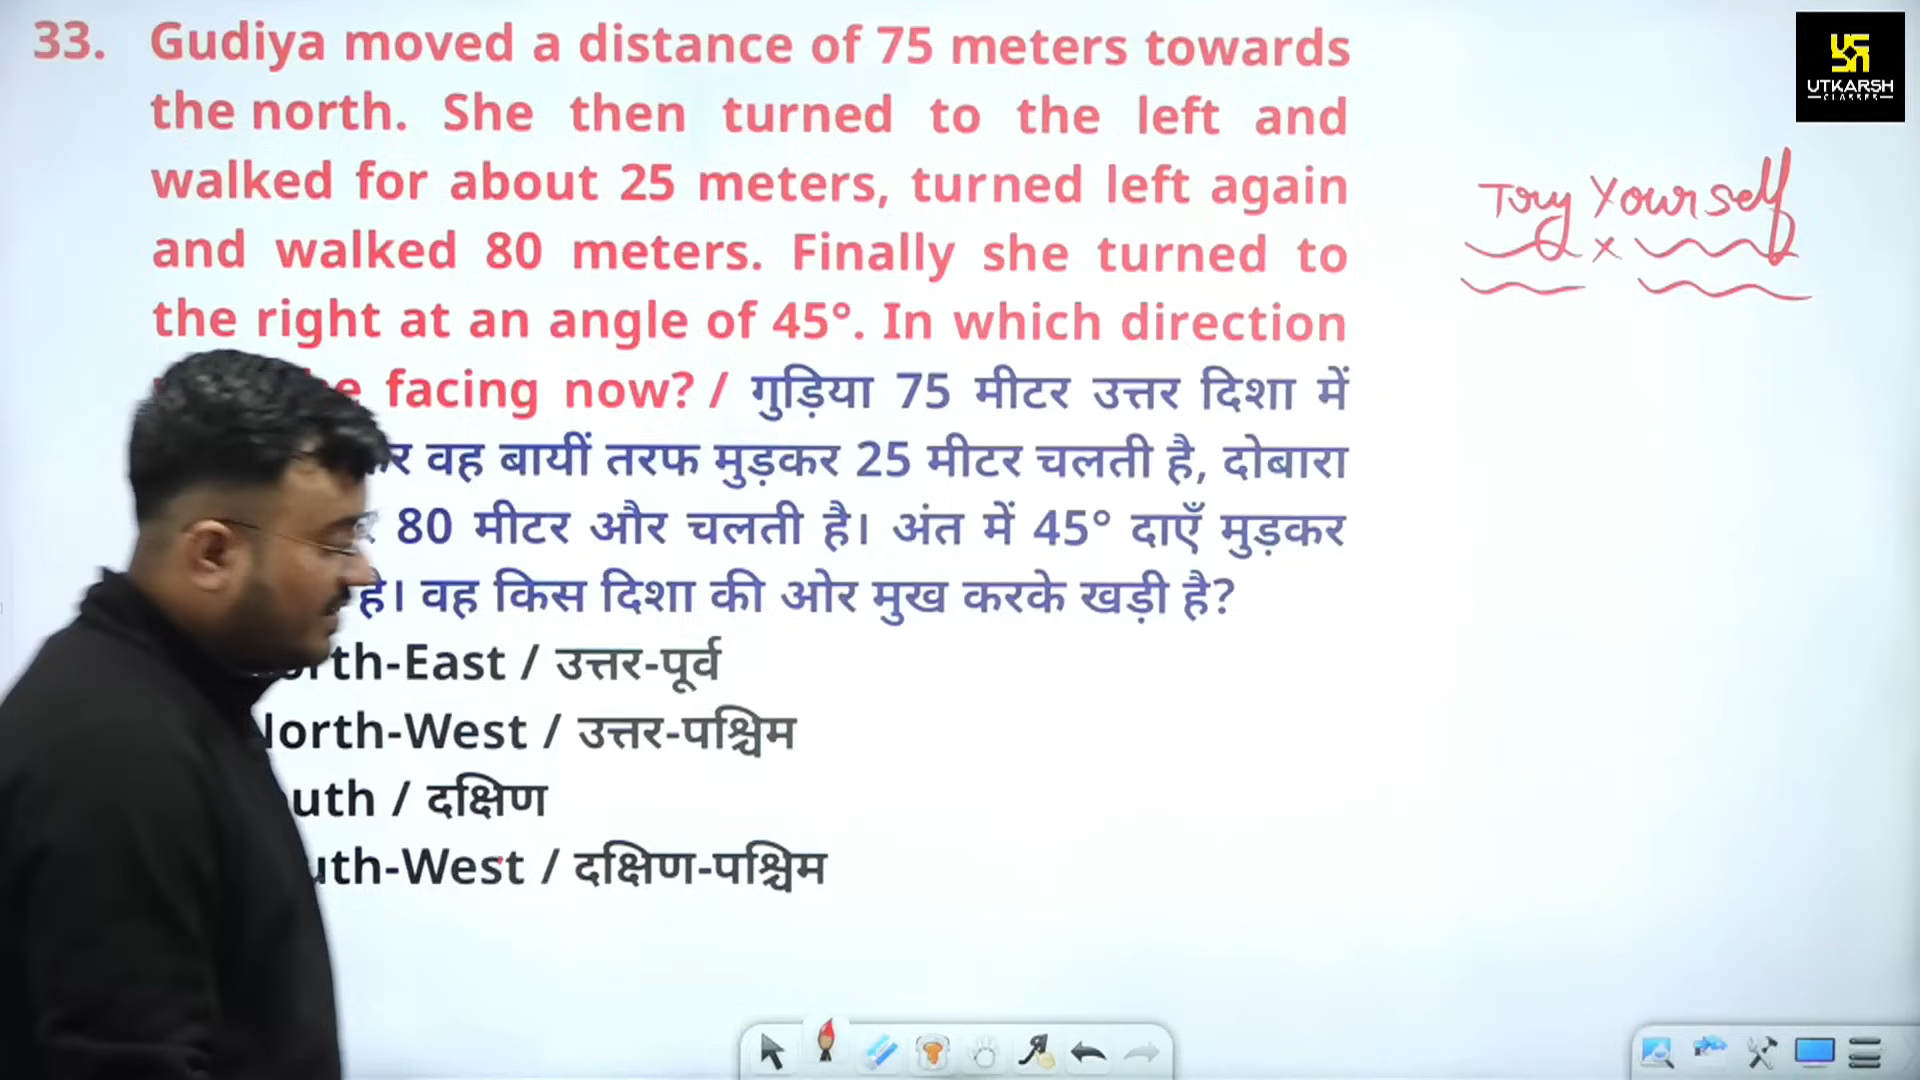 33. Gudiya moved a distance of 75 meters towards
the north. She then turned to the left and
walked for about 25 meters, turned left again
and walked 80 meters. Finally she turned to
the right at an angle of 45°. In which direction
facing now? / गुड़िया 75 मीटर उत्तर दिशा में
वह बायीं तरफ मुड़कर 25 मीटर चलती है, दोबारा
80 मीटर और चलती है। अंत में 45° दाएँ मुड़कर
है। वह किस दिशा की ओर मुख करके खड़ी है?
th-East / उत्तर-पूर्व
orth-West / उत्तर-पश्चिम
uth / दक्षिण
uth-West / दक्षिण-पश्चिम
Try Yourself
UTKARSH
CLASSES